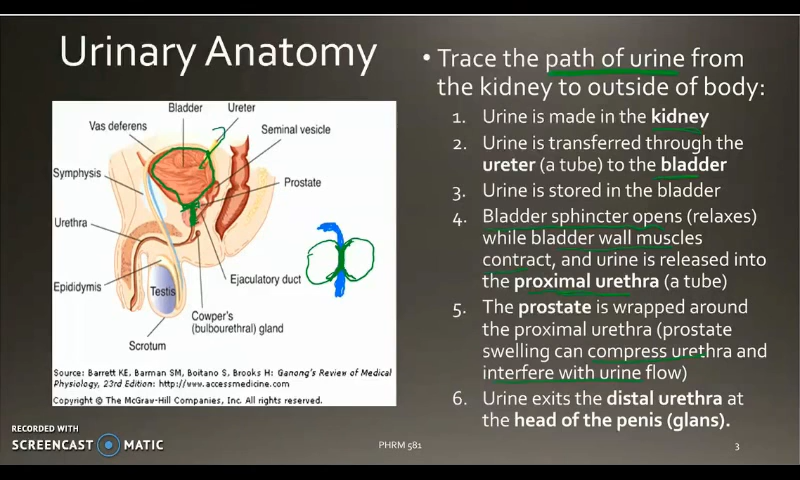 Urinary Anatomy
Bladder
Ureter
Vas deferens
Seminal vesicle
Symphysis
Prostate
Urethra
Ejaculatory duct
Epididymis
Testis
Cowper's
(bulbourethral) gland
Scrotum
Source: Barrett KE, Barman SM, Boitano S, Brooks H: Ganong's Review of Medical
Physiology, 23rd Edition: http://www.accessmedicine.com
Copyright © The McGraw-Hill Companies, Inc. All rights reserved.
• Trace the path of urine from
the kidney to outside of body:
1. Urine is made in the kidney
2. Urine is transferred through the
ureter (a tube) to the bladder
3. Urine is stored in the bladder
4. Bladder sphincter opens (relaxes)
while bladder wall muscles
contract, and urine is released into
the proximal urethra (a tube)
5. The prostate is wrapped around
the proximal urethra (prostate
swelling can compress urethra and
interfere with urine flow)
6. Urine exits the distal urethra at
the head of the penis (glans).
RECORDED WITH
SCREENCAST MATIC
PHRM 581
3